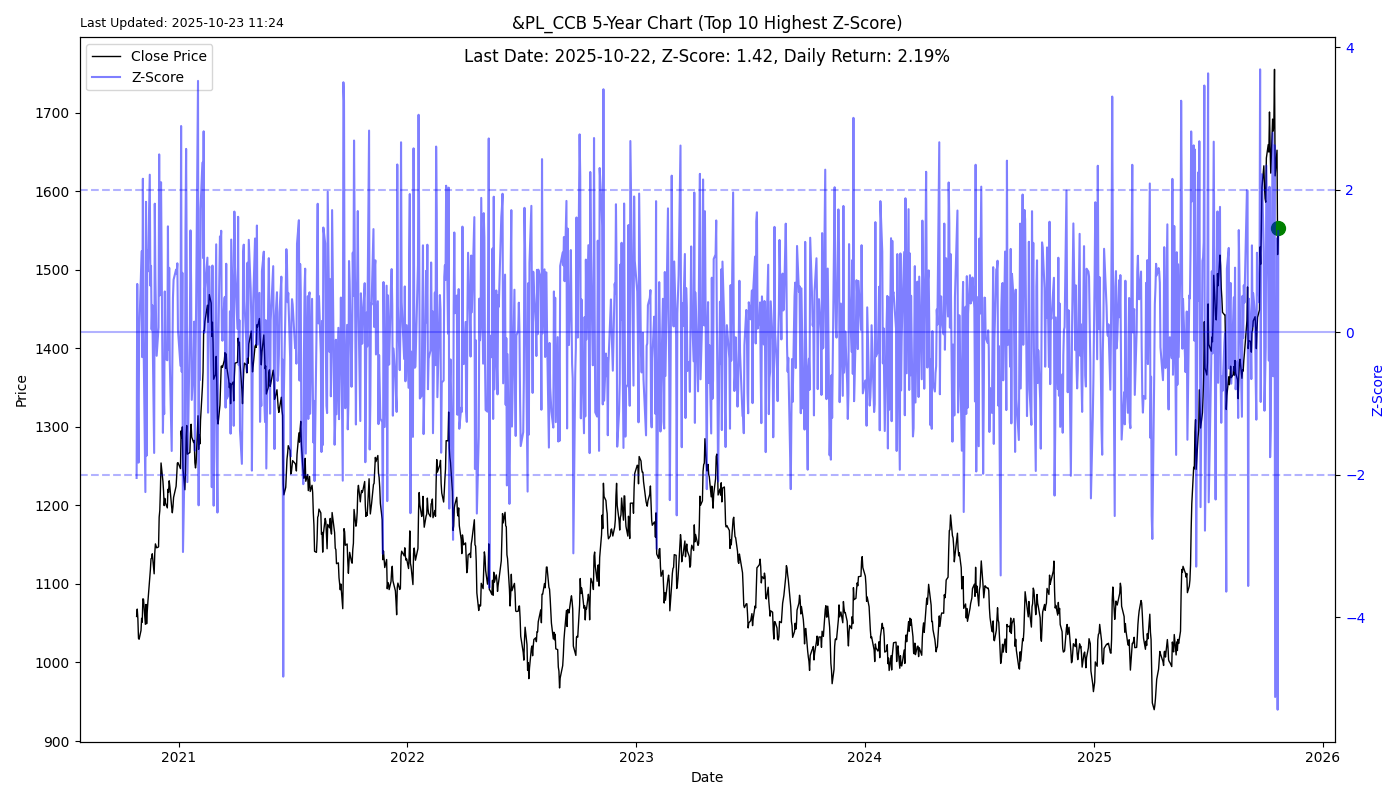 Last Updated: 2025-10-23 11:24
&PL_CCB 5-Year Chart (Top 10 Highest Z-Score)
Last Date: 2025-10-22, Z-Score: 1.42, Daily Return: 2.19%
Close Price
Z-Score
1700
1600
1500
1400
1300
1200
1100
1000
900
Price
4
2
0
−2
−4
Z-Score
2021
2022
2023
2024
2025
2026
Date